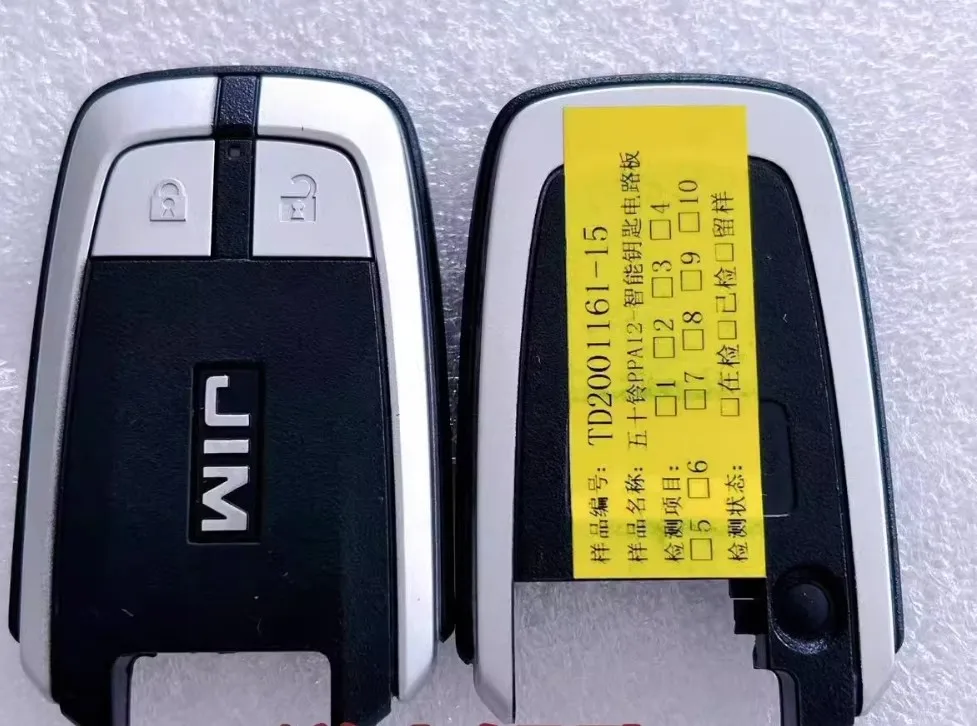 JIM
样品编号: TD2001161-15
样品名称: 五十铃PPA12-智能钥匙电路板
检测项目: □1 □2 □3 □4
□5 □6 □7 □8 □9 □10
检测状态: □在检□已检□留样